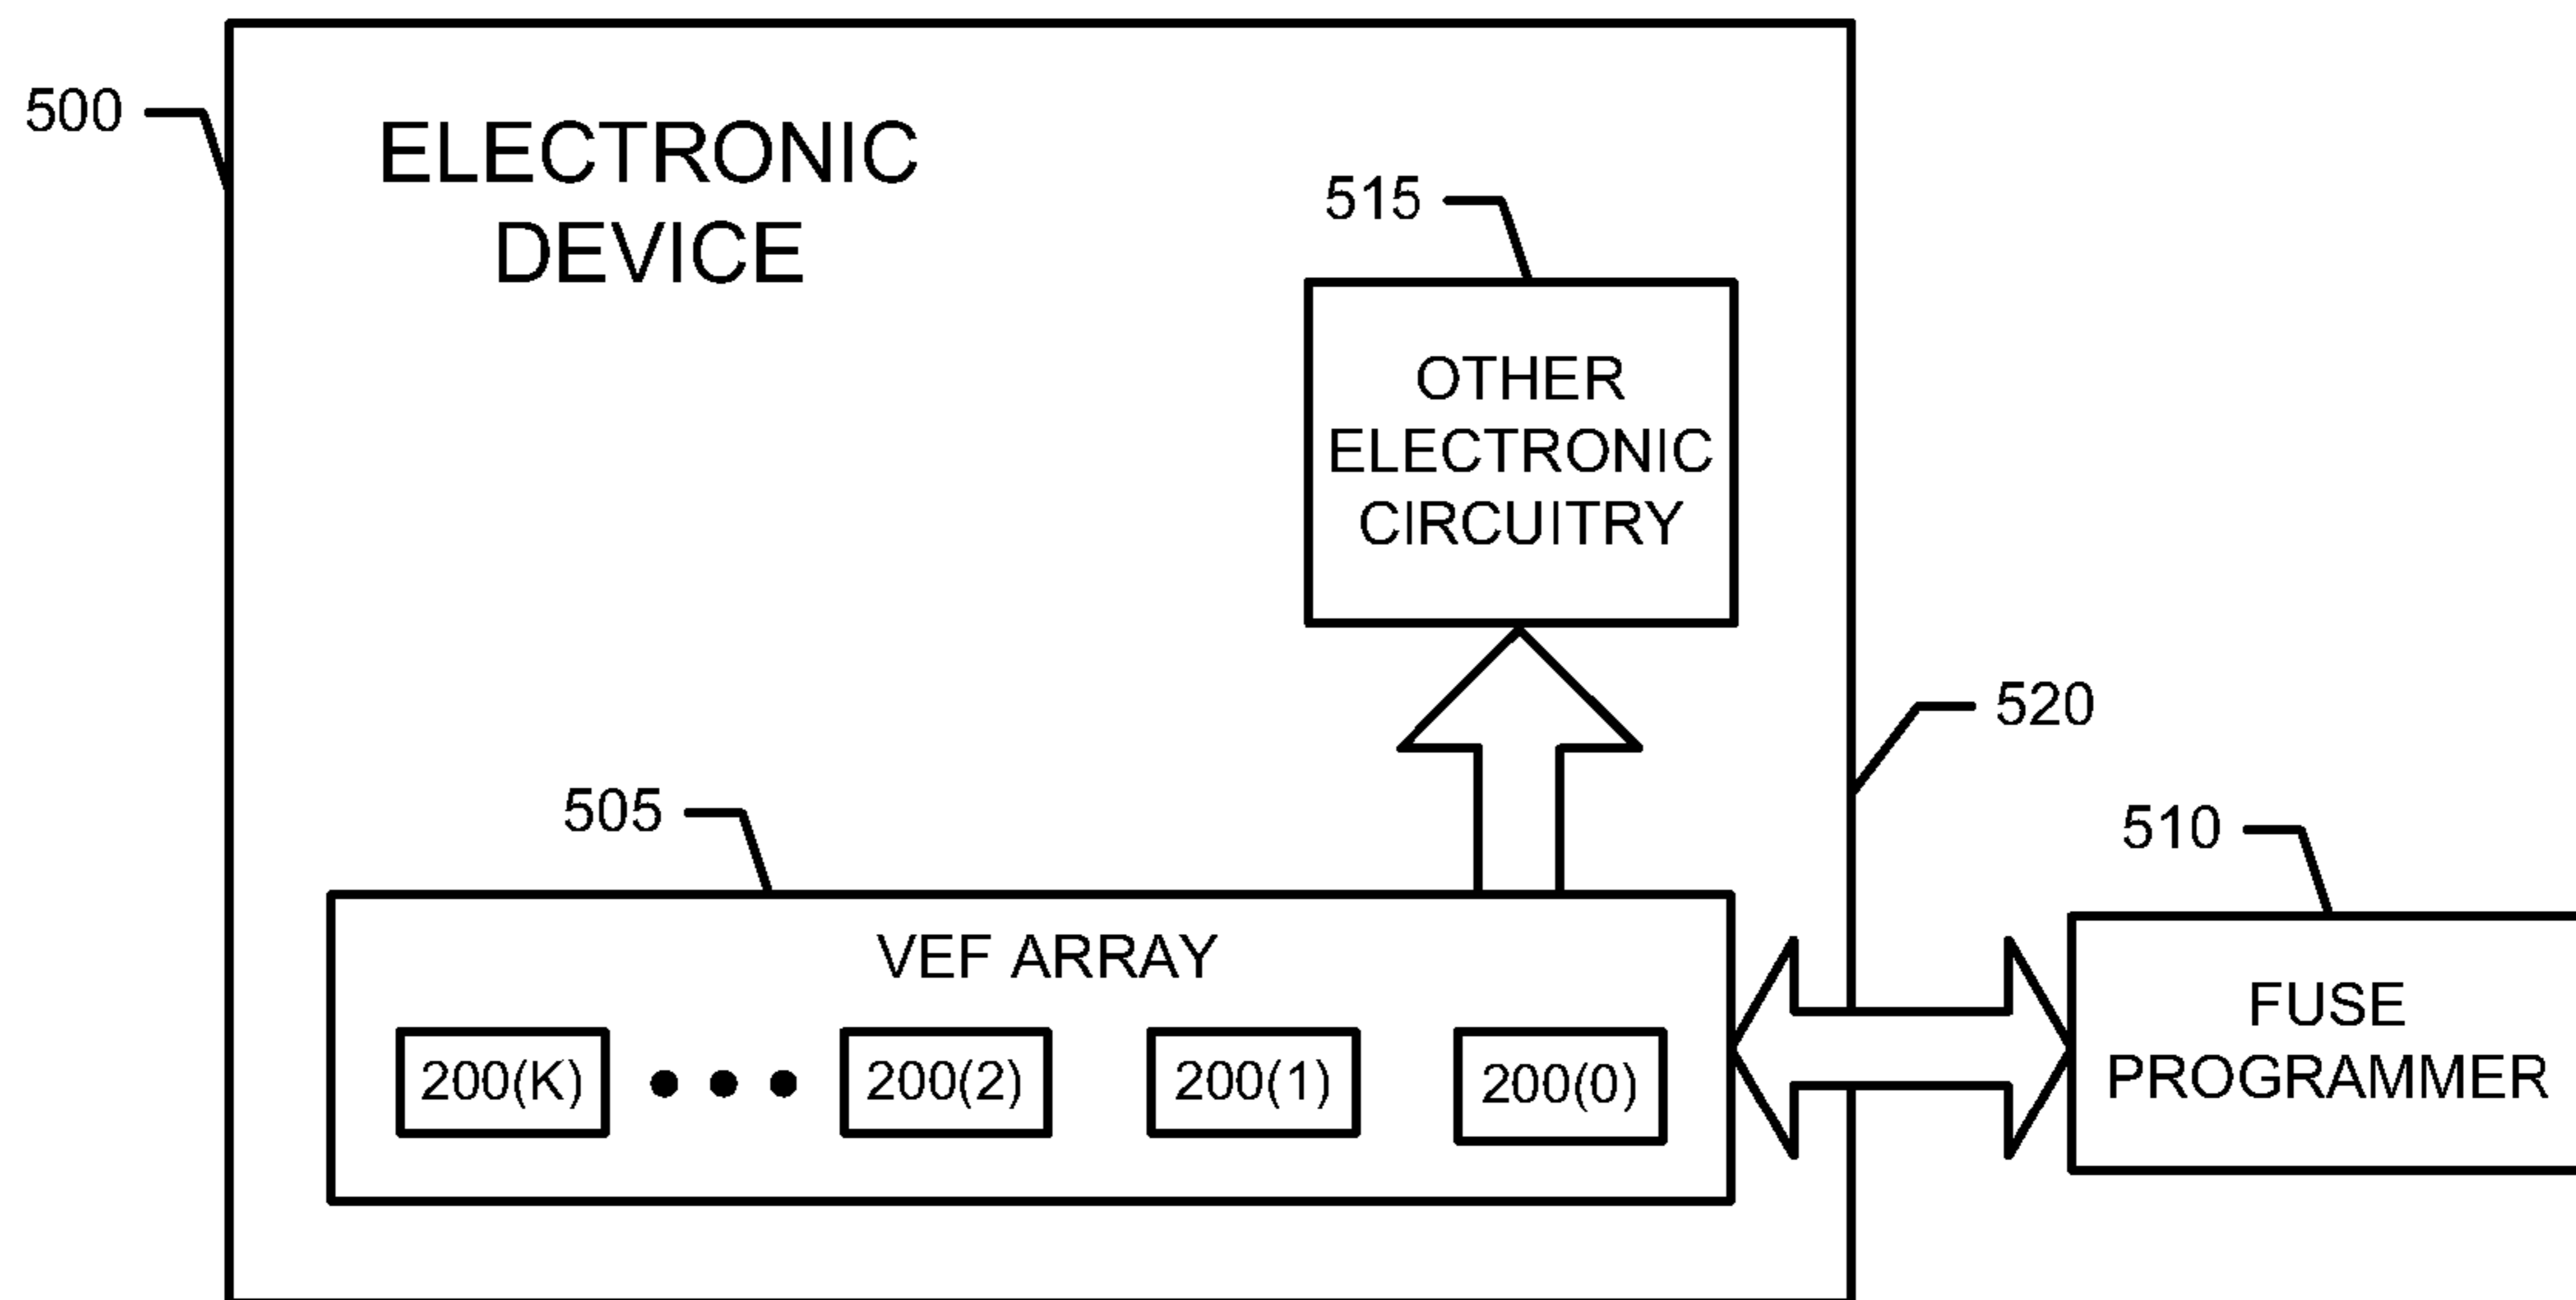 500
ELECTRONIC
DEVICE
515
OTHER
ELECTRONIC
CIRCUITRY
520
505
510
VEF ARRAY
200(K) 200(2) 200(1) 200(0)
FUSE
PROGRAMMER